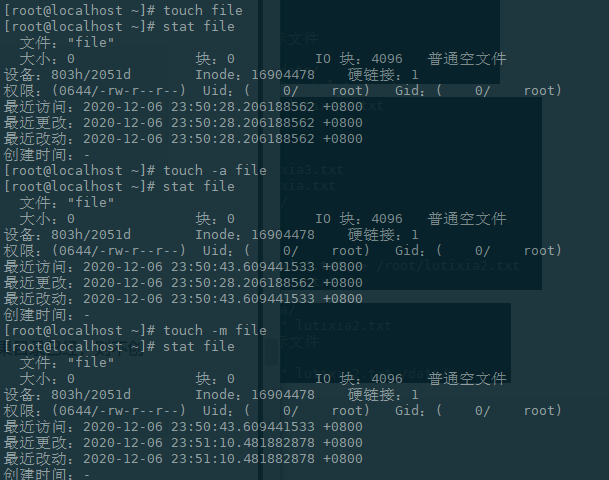 [root@localhost ~]# touch file
[root@localhost ~]# stat file
  文件："file"
  大小：0               块：0          IO 块：4096   普通空文件
设备：803h/2051d        Inode：16904478    硬链接：1
权限：(0644/-rw-r--r--)  Uid：(    0/    root)   Gid：(    0/    root)
最近访问：2020-12-06 23:50:28.206188562 +0800
最近更改：2020-12-06 23:50:28.206188562 +0800
最近改动：2020-12-06 23:50:28.206188562 +0800
创建时间：-
[root@localhost ~]# touch -a file
[root@localhost ~]# stat file
  文件："file"
  大小：0               块：0          IO 块：4096   普通空文件
设备：803h/2051d        Inode：16904478    硬链接：1
权限：(0644/-rw-r--r--)  Uid：(    0/    root)   Gid：(    0/    root)
最近访问：2020-12-06 23:50:43.609441533 +0800
最近更改：2020-12-06 23:50:28.206188562 +0800
最近改动：2020-12-06 23:50:43.609441533 +0800
创建时间：-
[root@localhost ~]# touch -m file
[root@localhost ~]# stat file
  文件："file"
  大小：0               块：0          IO 块：4096   普通空文件
设备：803h/2051d        Inode：16904478    硬链接：1
权限：(0644/-rw-r--r--)  Uid：(    0/    root)   Gid：(    0/    root)
最近访问：2020-12-06 23:50:43.609441533 +0800
最近更改：2020-12-06 23:51:10.481882878 +0800
最近改动：2020-12-06 23:51:10.481882878 +0800
创建时间：-
xia3.txt
xia.txt
/root/lutixia2.txt
lutixia2.txt